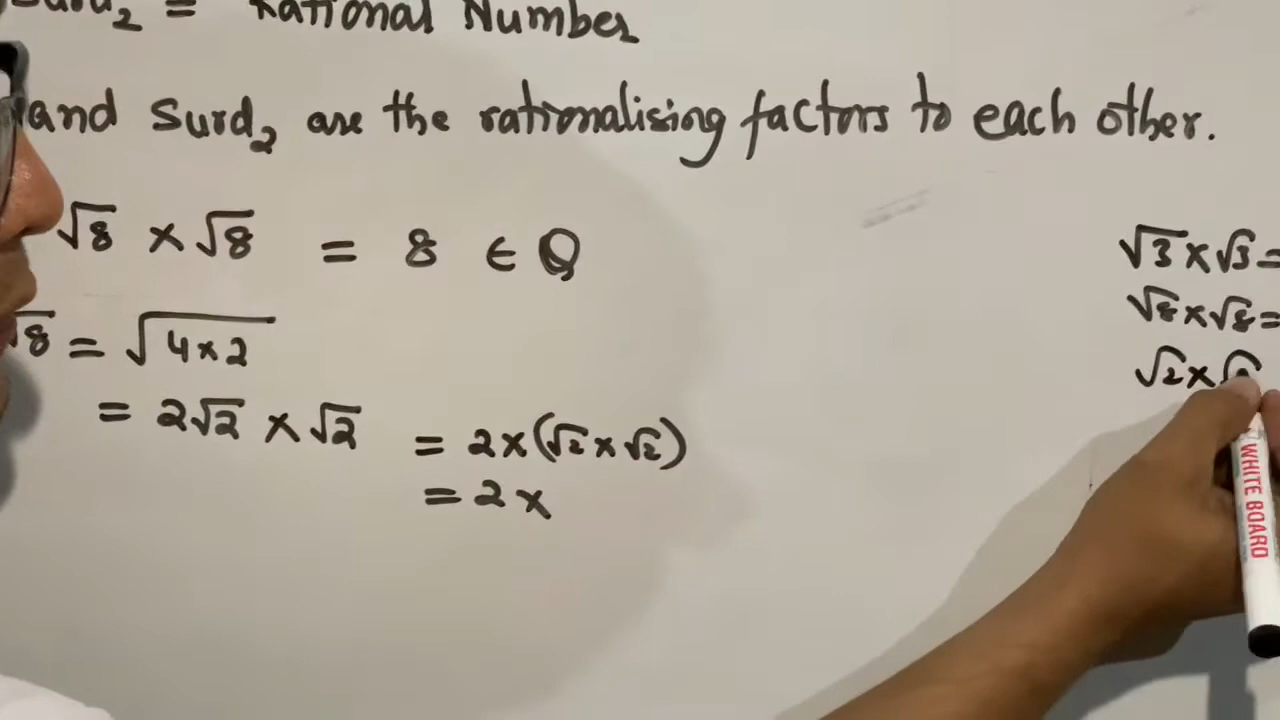 Surd₂ = Rational Number
and Surd₂ are the rationalising factors to each other.
√8 × √8 = 8 ∈ Q
√8 = √4×2
= 2√2 × √2 = 2×(√2 × √2)
= 2 ×
√3 × √3 =
√8 × √8 =
√2 × √
WHITE BOARD